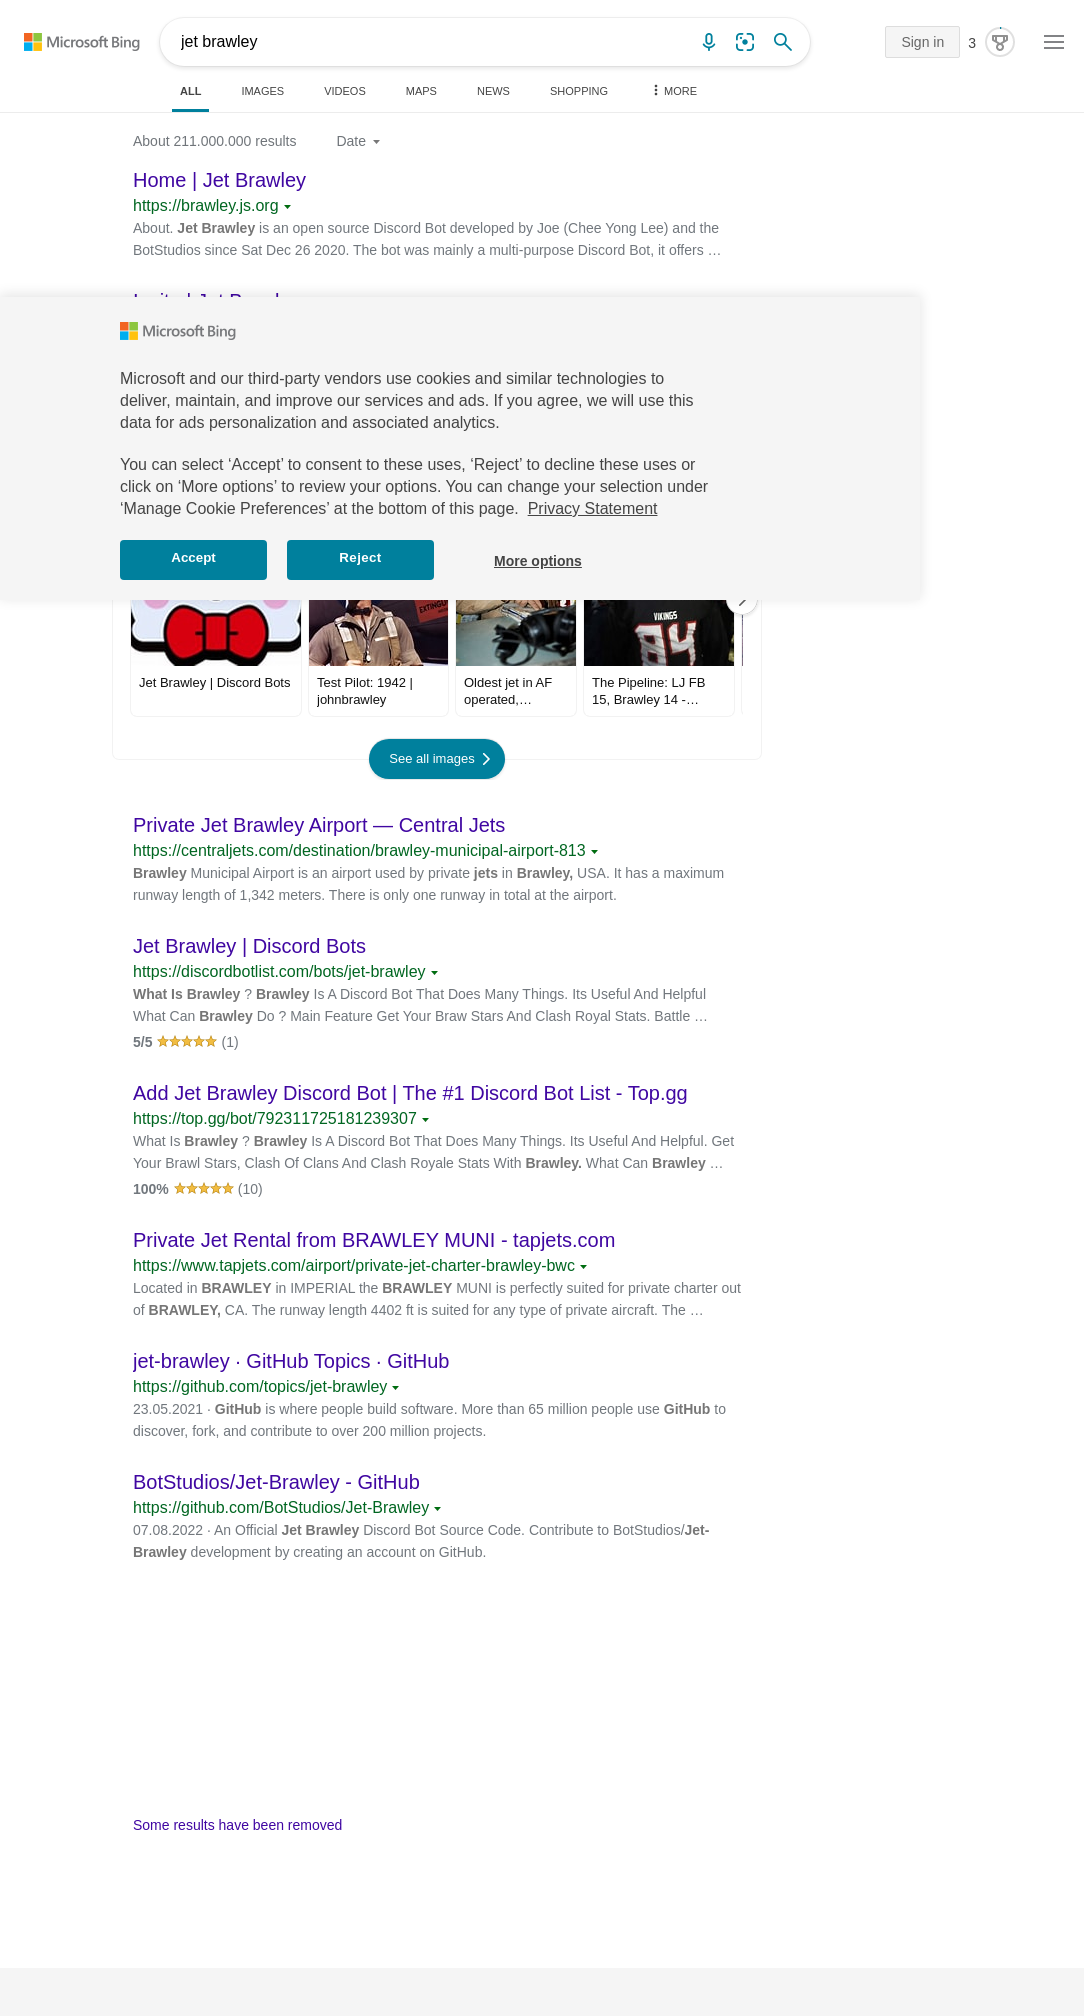 Microsoft Bing
jet brawley
Sign in
3
ALL
IMAGES
VIDEOS
MAPS
NEWS
SHOPPING
MORE
About 211.000.000 results
Date
Home | Jet Brawley
https://brawley.js.org
About. Jet Brawley is an open source Discord Bot developed by Joe (Chee Yong Lee) and the
BotStudios since Sat Dec 26 2020. The bot was mainly a multi-purpose Discord Bot, it offers …
Microsoft Bing
Microsoft and our third-party vendors use cookies and similar technologies to
deliver, maintain, and improve our services and ads. If you agree, we will use this
data for ads personalization and associated analytics.
You can select ‘Accept’ to consent to these uses, ‘Reject’ to decline these uses or
click on ‘More options’ to review your options. You can change your selection under
‘Manage Cookie Preferences’ at the bottom of this page. Privacy Statement
Accept
Reject
More options
EXTING
VIKINGS
94
Jet Brawley | Discord Bots
Test Pilot: 1942 |
johnbrawley
Oldest jet in AF
operated,…
The Pipeline: LJ FB
15, Brawley 14 -…
See all images
Private Jet Brawley Airport — Central Jets
https://centraljets.com/destination/brawley-municipal-airport-813
Brawley Municipal Airport is an airport used by private jets in Brawley, USA. It has a maximum
runway length of 1,342 meters. There is only one runway in total at the airport.
Jet Brawley | Discord Bots
https://discordbotlist.com/bots/jet-brawley
What Is Brawley ? Brawley Is A Discord Bot That Does Many Things. Its Useful And Helpful
What Can Brawley Do ? Main Feature Get Your Braw Stars And Clash Royal Stats. Battle …
5/5 (1)
Add Jet Brawley Discord Bot | The #1 Discord Bot List - Top.gg
https://top.gg/bot/792311725181239307
What Is Brawley ? Brawley Is A Discord Bot That Does Many Things. Its Useful And Helpful. Get
Your Brawl Stars, Clash Of Clans And Clash Royale Stats With Brawley. What Can Brawley …
100% (10)
Private Jet Rental from BRAWLEY MUNI - tapjets.com
https://www.tapjets.com/airport/private-jet-charter-brawley-bwc
Located in BRAWLEY in IMPERIAL the BRAWLEY MUNI is perfectly suited for private charter out
of BRAWLEY, CA. The runway length 4402 ft is suited for any type of private aircraft. The …
jet-brawley · GitHub Topics · GitHub
https://github.com/topics/jet-brawley
23.05.2021 · GitHub is where people build software. More than 65 million people use GitHub to
discover, fork, and contribute to over 200 million projects.
BotStudios/Jet-Brawley - GitHub
https://github.com/BotStudios/Jet-Brawley
07.08.2022 · An Official Jet Brawley Discord Bot Source Code. Contribute to BotStudios/Jet-
Brawley development by creating an account on GitHub.
Some results have been removed